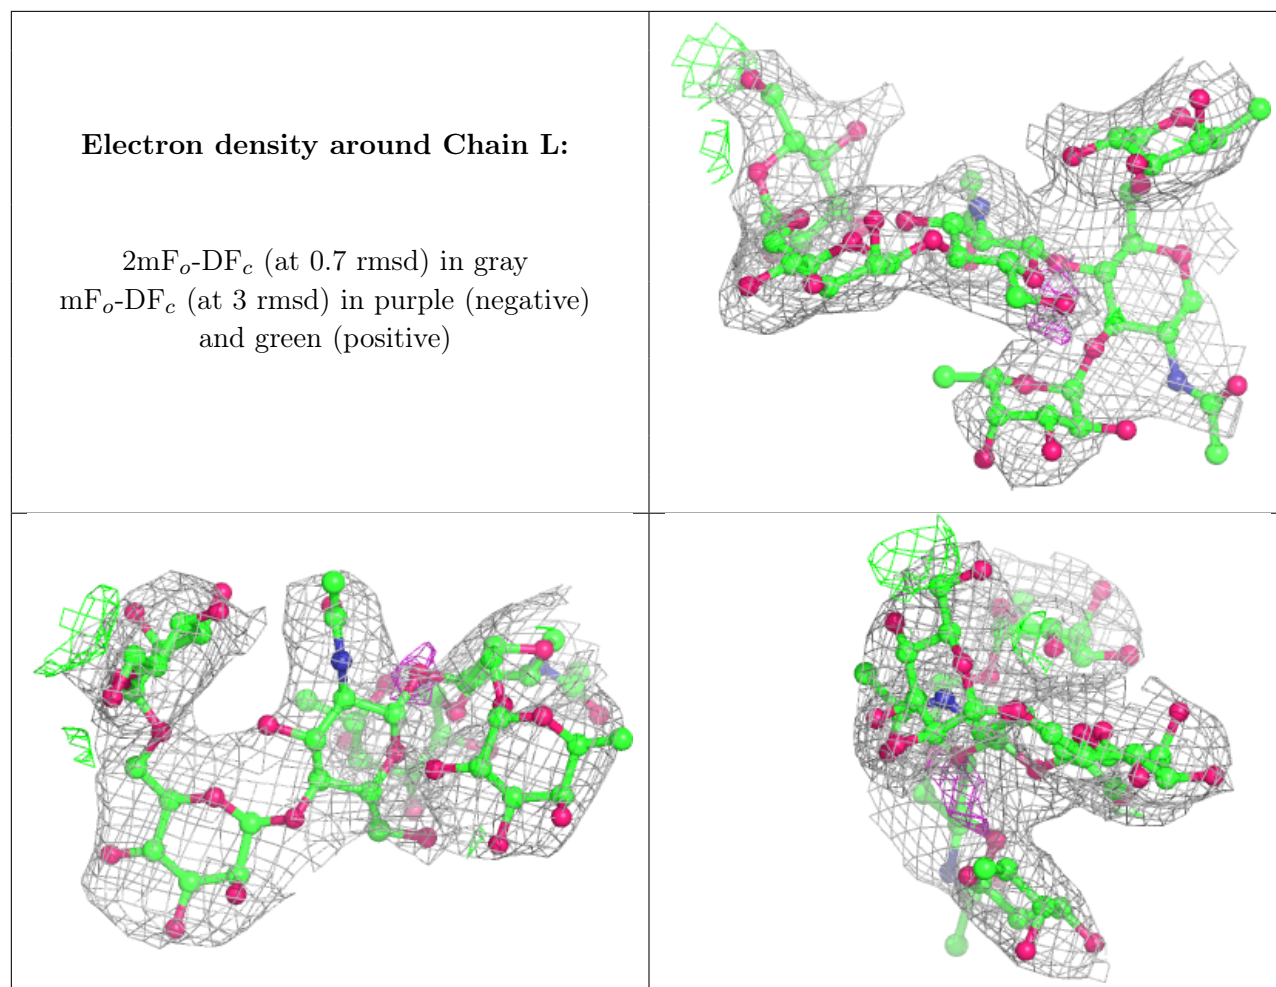 Electron density around Chain L:
2mFo-DFc (at 0.7 rmsd) in gray
mFo-DFc (at 3 rmsd) in purple (negative)
and green (positive)